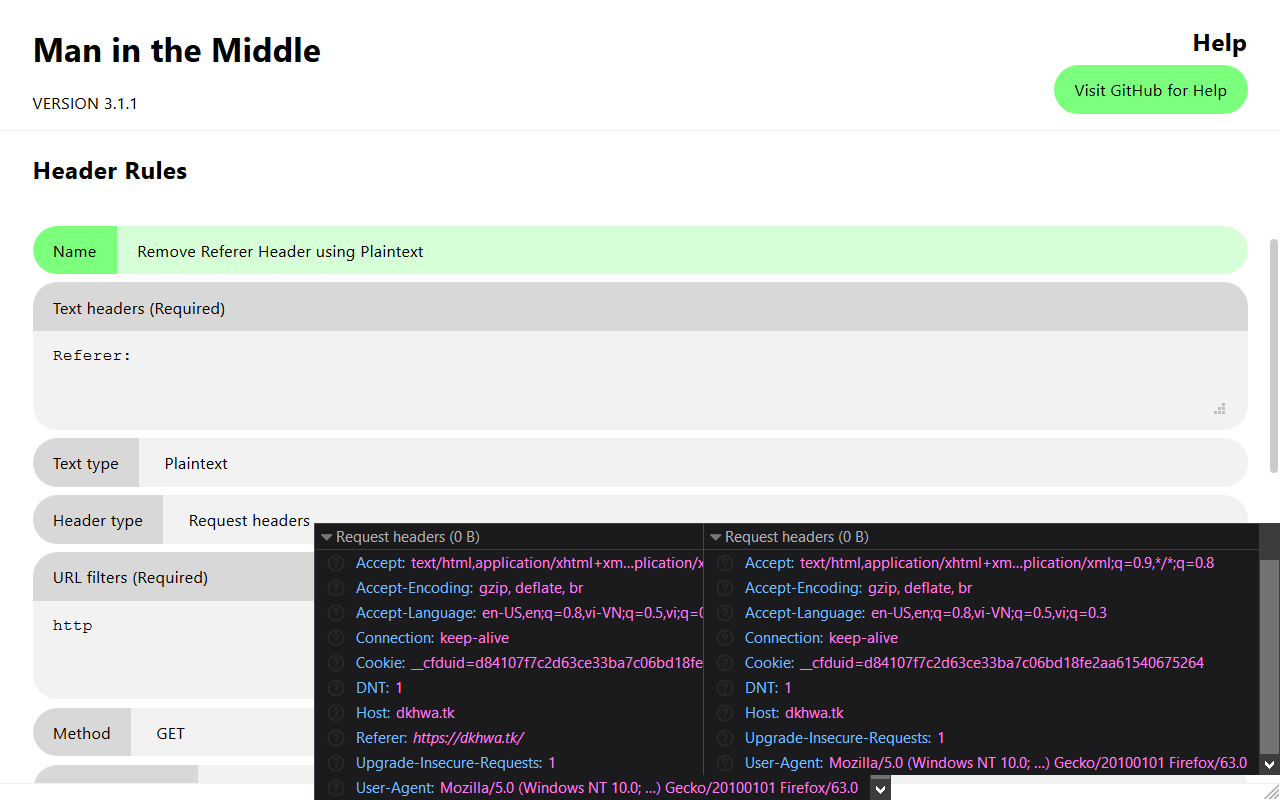 Man in the Middle
VERSION 3.1.1
Help
Visit GitHub for Help
Header Rules
Name
Remove Referer Header using Plaintext
Text headers (Required)
Referer:
Text type
Plaintext
Header type
Request headers
URL filters (Required)
http
Method
GET
Request headers (0 B)
Accept: text/html,application/xhtml+xm…plication/x
Accept-Encoding: gzip, deflate, br
Accept-Language: en-US,en;q=0.8,vi-VN;q=0.5,vi;q=0
Connection: keep-alive
Cookie: __cfduid=d84107f7c2d63ce33ba7c06bd18fe
DNT: 1
Host: dkhwa.tk
Referer: https://dkhwa.tk/
Upgrade-Insecure-Requests: 1
User-Agent: Mozilla/5.0 (Windows NT 10.0; …) Gecko/20100101 Firefox/63.0
Request headers (0 B)
Accept: text/html,application/xhtml+xm…plication/xml;q=0.9,*/*;q=0.8
Accept-Encoding: gzip, deflate, br
Accept-Language: en-US,en;q=0.8,vi-VN;q=0.5,vi;q=0.3
Connection: keep-alive
Cookie: __cfduid=d84107f7c2d63ce33ba7c06bd18fe2aa61540675264
DNT: 1
Host: dkhwa.tk
Upgrade-Insecure-Requests: 1
User-Agent: Mozilla/5.0 (Windows NT 10.0; …) Gecko/20100101 Firefox/63.0